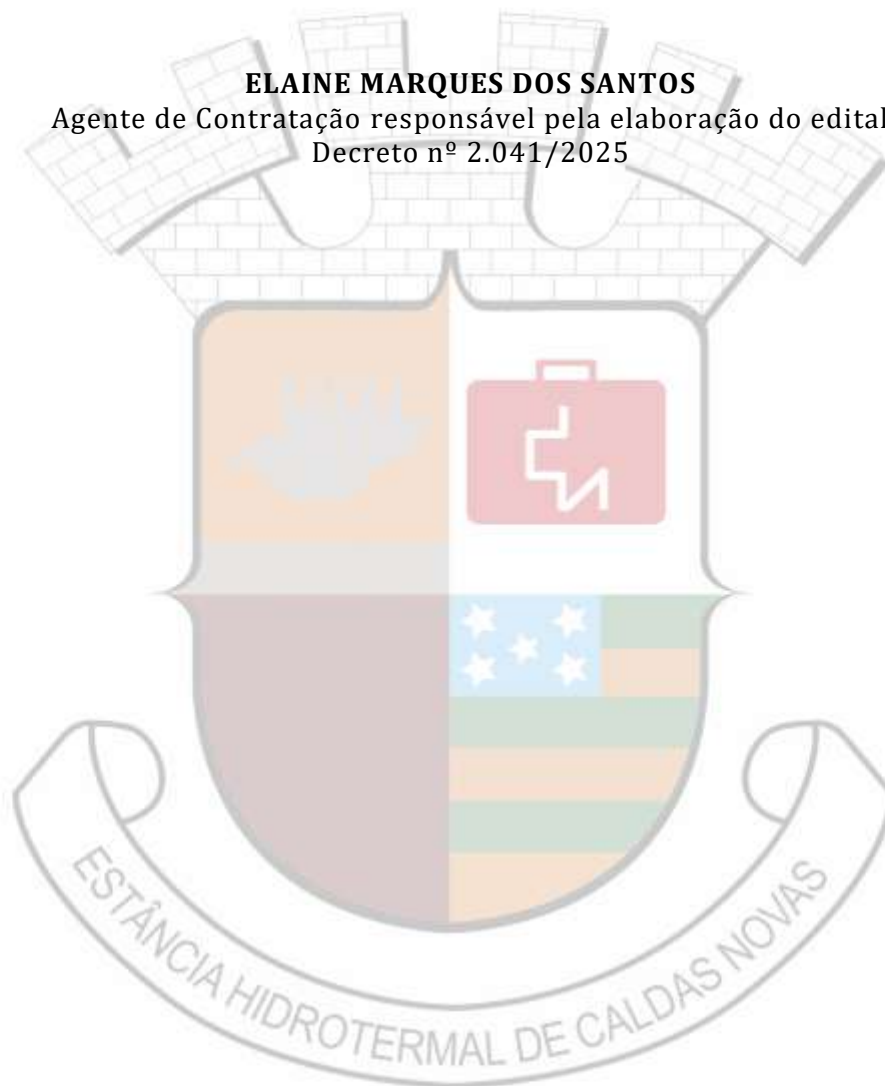 ELAINE MARQUES DOS SANTOS
Agente de Contratação responsável pela elaboração do edital
Decreto nº 2.041/2025
ESTÂNCIA HIDROTERMAL DE CALDAS NOVAS